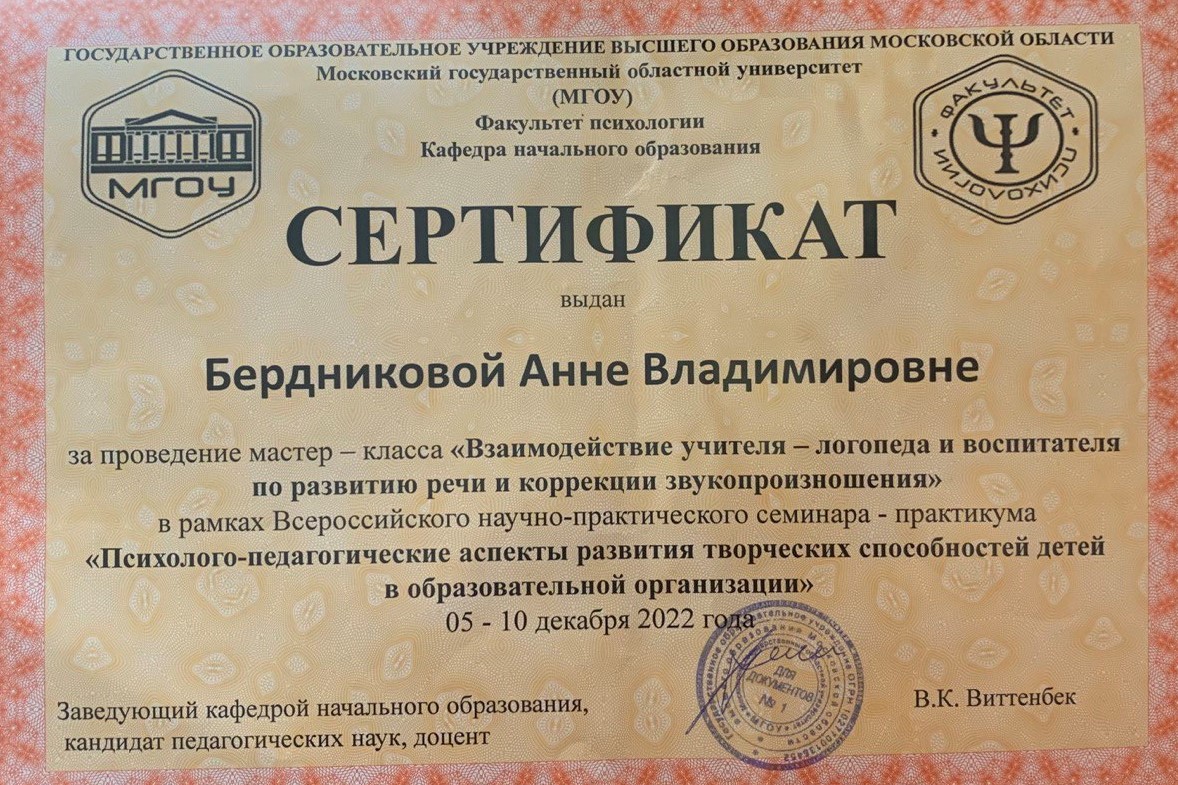 ГОСУДАРСТВЕННОЕ ОБРАЗОВАТЕЛЬНОЕ УЧРЕЖДЕНИЕ ВЫСШЕГО ОБРАЗОВАНИЯ МОСКОВСКОЙ ОБЛАСТИ
Московский государственный областной университет
(МГОУ)
Факультет психологии
Кафедра начального образования
МГОУ
ФАКУЛЬТЕТ ПСИХОЛОГИИ
СЕРТИФИКАТ
выдан
Бердниковой Анне Владимировне
за проведение мастер – класса «Взаимодействие учителя – логопеда и воспитателя
по развитию речи и коррекции звукопроизношения»
в рамках Всероссийского научно-практического семинара - практикума
«Психолого-педагогические аспекты развития творческих способностей детей
в образовательной организации»
05 - 10 декабря 2022 года
ДЛЯ
ДОКУМЕНТОВ
№ 1
Заведующий кафедрой начального образования,
кандидат педагогических наук, доцент
В.К. Виттенбек